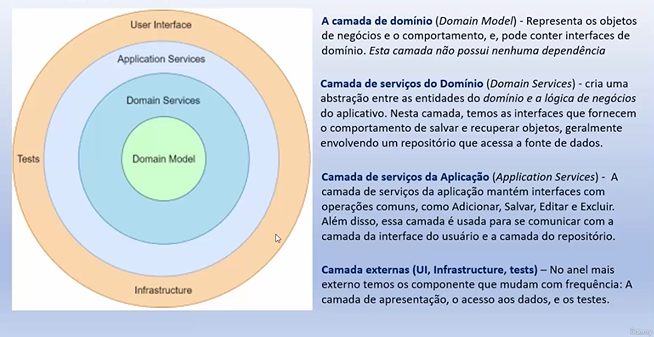 User Interface
Application Services
Domain Services
Domain Model
Tests
Infrastructure
A camada de domínio (Domain Model) - Representa os objetos
de negócios e o comportamento, e, pode conter interfaces de
domínio. Esta camada não possui nenhuma dependência
Camada de serviços do Domínio (Domain Services) - cria uma
abstração entre as entidades do domínio e a lógica de negócios
do aplicativo. Nesta camada, temos as interfaces que fornecem
o comportamento de salvar e recuperar objetos, geralmente
envolvendo um repositório que acessa a fonte de dados.
Camada de serviços da Aplicação (Application Services) - A
camada de serviços da aplicação mantém interfaces com
operações comuns, como Adicionar, Salvar, Editar e Excluir.
Além disso, essa camada é usada para se comunicar com a
camada da interface do usuário e a camada do repositório.
Camada externas (UI, Infrastructure, tests) – No anel mais
externo temos os componente que mudam com frequência: A
camada de apresentação, o acesso aos dados, e os testes.
Udemy